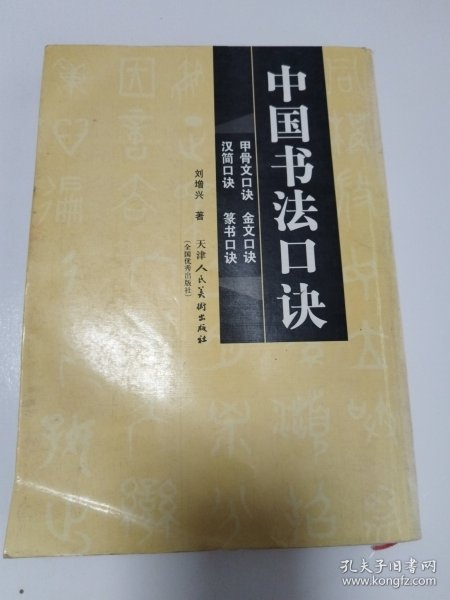 中国书法口诀
甲骨文口诀 金文口诀
汉简口诀 篆书口诀
刘增兴 著
天津人民美術出版社
（全国优秀出版社）
孔夫子旧书网
www.kongfz.com